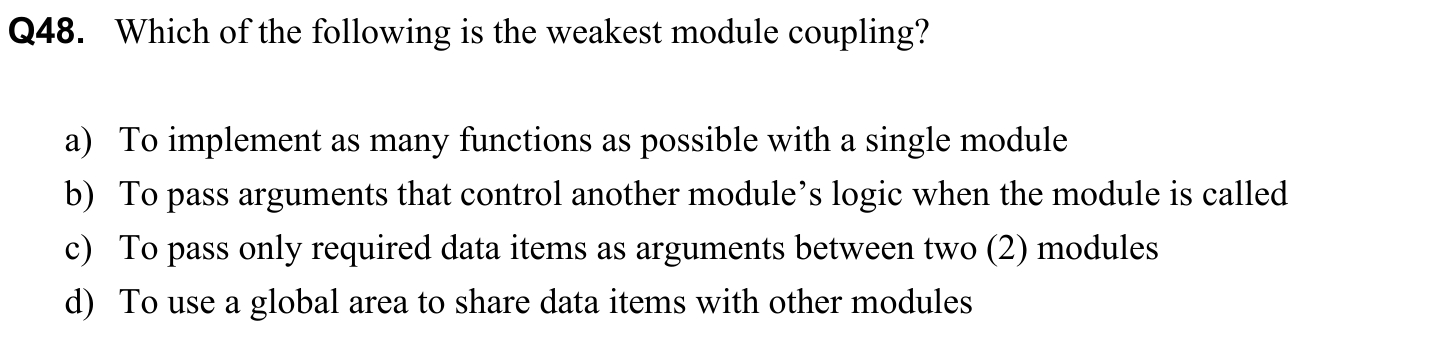 Q48. Which of the following is the weakest module coupling?
a) To implement as many functions as possible with a single module
b) To pass arguments that control another module’s logic when the module is called
c) To pass only required data items as arguments between two (2) modules
d) To use a global area to share data items with other modules